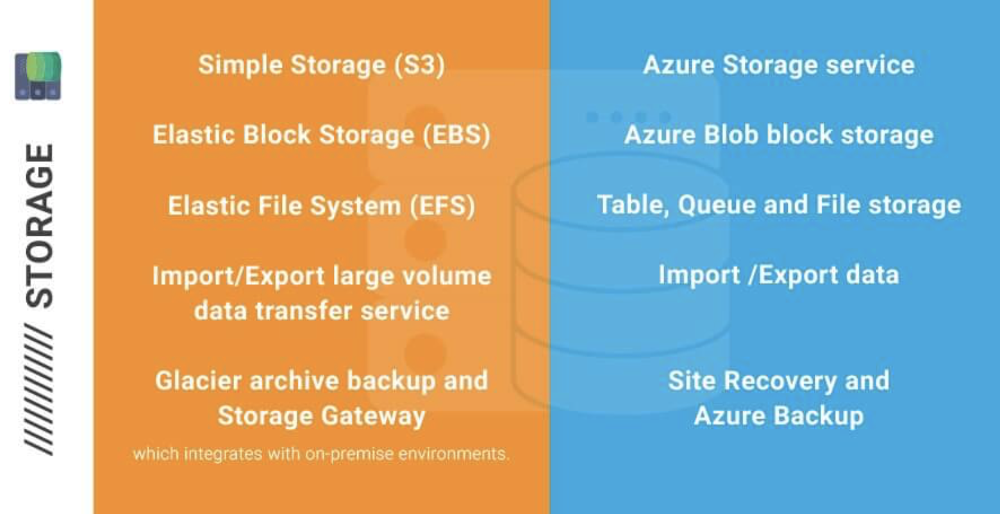 STORAGE
Simple Storage (S3)
Azure Storage service
Elastic Block Storage (EBS)
Azure Blob block storage
Elastic File System (EFS)
Table, Queue and File storage
Import/Export large volume
data transfer service
Import /Export data
Glacier archive backup and
Storage Gateway
which integrates with on-premise environments.
Site Recovery and
Azure Backup